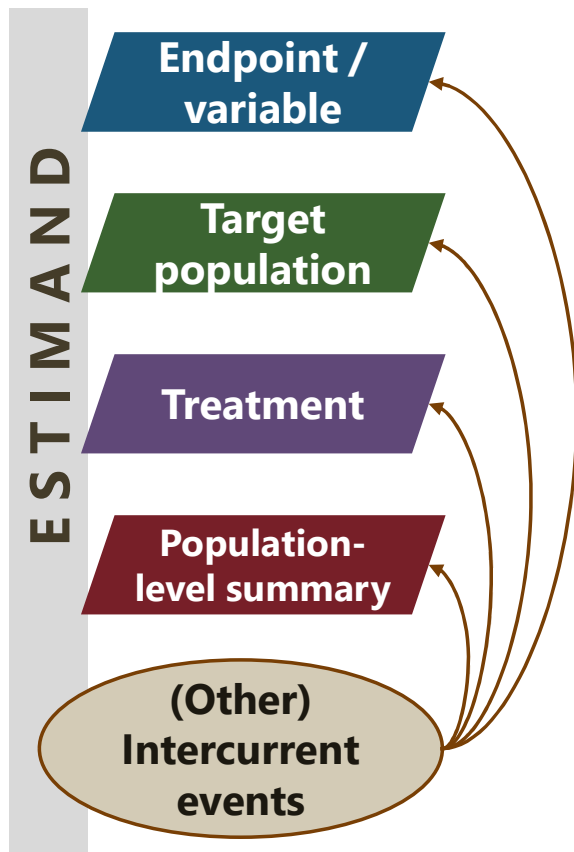 ESTIMAND
Endpoint /
variable
Target
population
Treatment
Population-
level summary
(Other)
Intercurrent
events